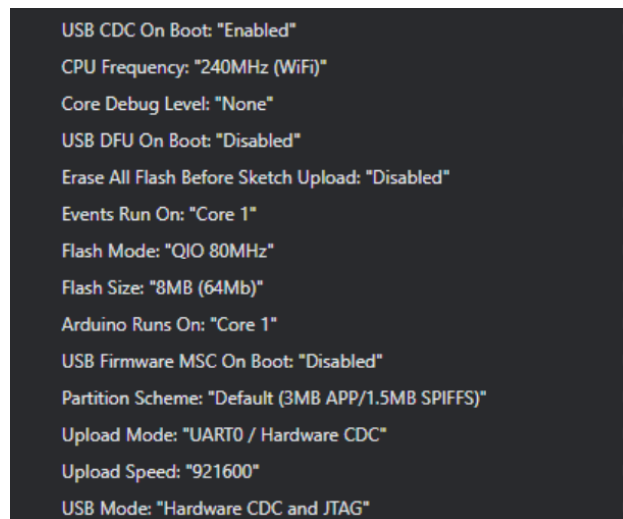 USB CDC On Boot: "Enabled"
CPU Frequency: "240MHz (WiFi)"
Core Debug Level: "None"
USB DFU On Boot: "Disabled"
Erase All Flash Before Sketch Upload: "Disabled"
Events Run On: "Core 1"
Flash Mode: "QIO 80MHz"
Flash Size: "8MB (64Mb)"
Arduino Runs On: "Core 1"
USB Firmware MSC On Boot: "Disabled"
Partition Scheme: "Default (3MB APP/1.5MB SPIFFS)"
Upload Mode: "UART0 / Hardware CDC"
Upload Speed: "921600"
USB Mode: "Hardware CDC and JTAG"